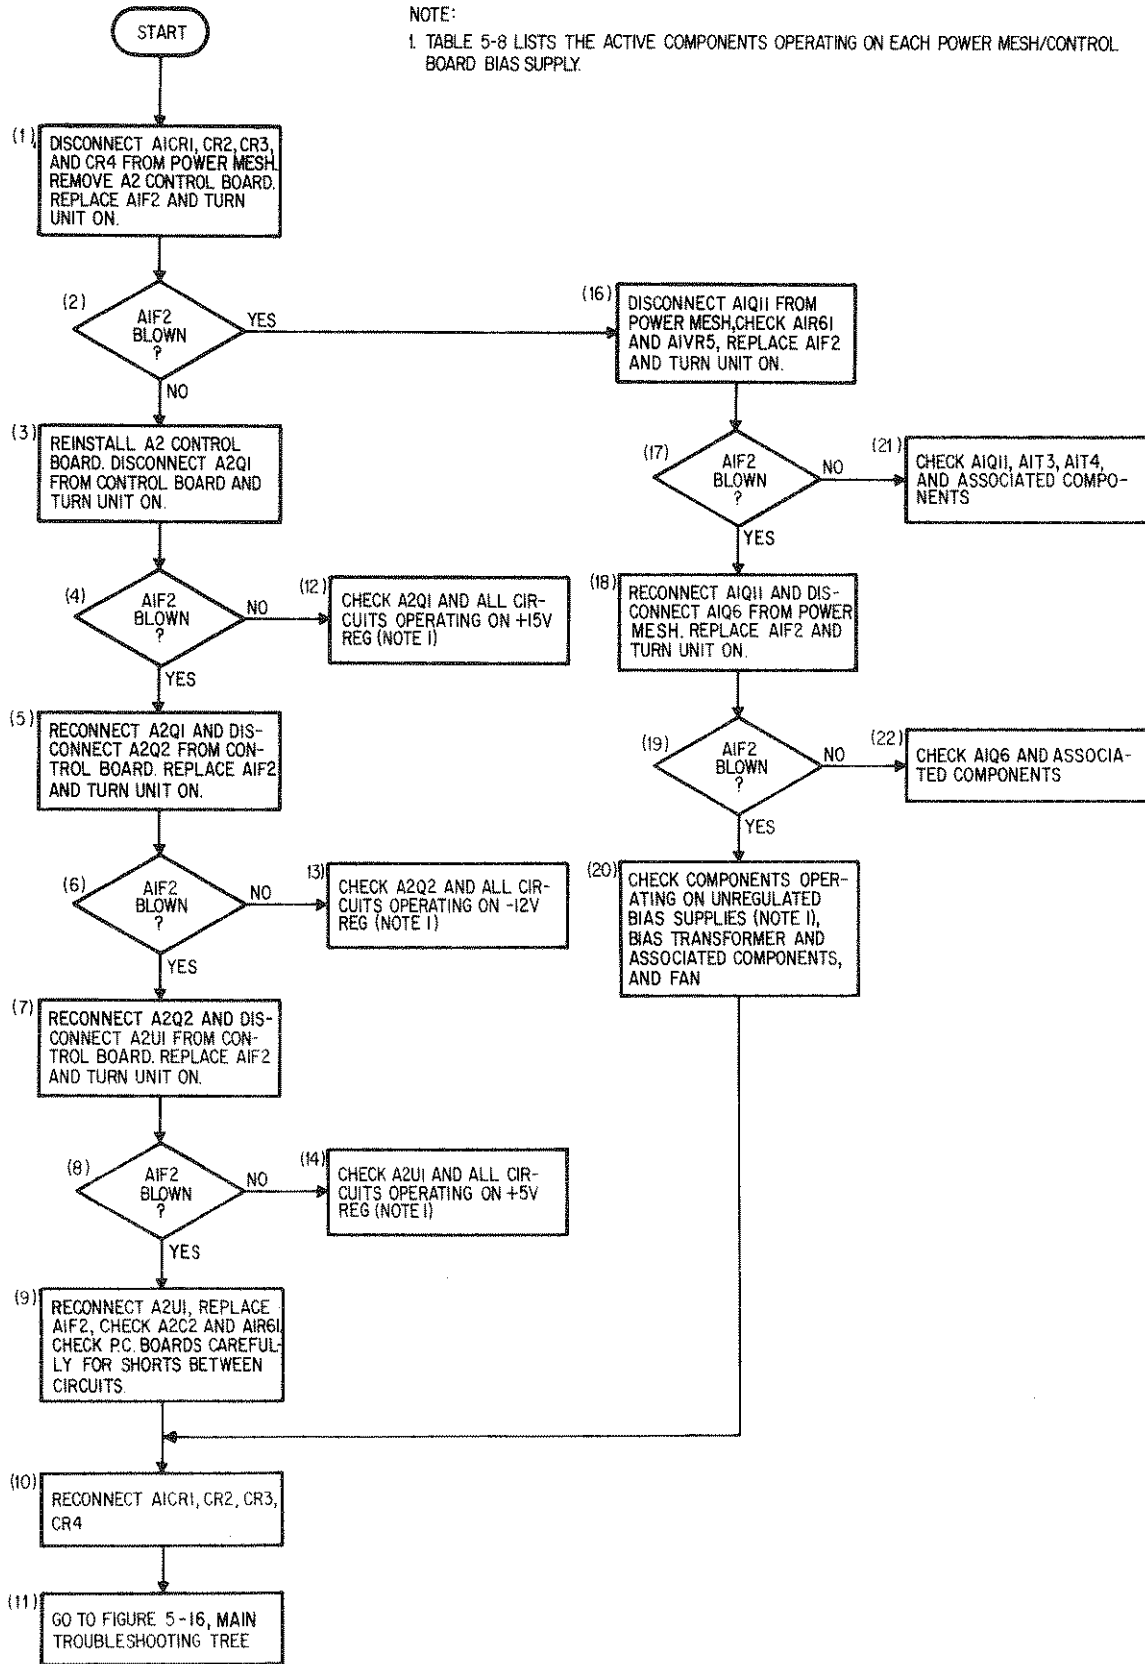 START
NOTE:
1. TABLE 5-8 LISTS THE ACTIVE COMPONENTS OPERATING ON EACH POWER MESH/CONTROL
BOARD BIAS SUPPLY.
(1)
DISCONNECT A1CR1, CR2, CR3,
AND CR4 FROM POWER MESH.
REMOVE A2 CONTROL BOARD.
REPLACE A1F2 AND TURN
UNIT ON.
(2)
A1F2
BLOWN
?
YES
NO
(16)
DISCONNECT A1Q11 FROM
POWER MESH, CHECK A1R61
AND A1VR5, REPLACE A1F2
AND TURN UNIT ON.
(3)
REINSTALL A2 CONTROL
BOARD. DISCONNECT A2Q1
FROM CONTROL BOARD AND
TURN UNIT ON.
(17)
A1F2
BLOWN
?
NO
YES
(21)
CHECK A1Q11, A1T3, A1T4,
AND ASSOCIATED COMPO-
NENTS
(4)
A1F2
BLOWN
?
NO
YES
(12)
CHECK A2Q1 AND ALL CIR-
CUITS OPERATING ON +15V
REG (NOTE 1)
(18)
RECONNECT A1Q11 AND DIS-
CONNECT A1Q6 FROM POWER
MESH. REPLACE A1F2 AND
TURN UNIT ON.
(5)
RECONNECT A2Q1 AND DIS-
CONNECT A2Q2 FROM CON-
TROL BOARD. REPLACE A1F2
AND TURN UNIT ON.
(19)
A1F2
BLOWN
?
NO
YES
(22)
CHECK A1Q6 AND ASSOCIA-
TED COMPONENTS
(6)
A1F2
BLOWN
?
NO
YES
13)
CHECK A2Q2 AND ALL CIR-
CUITS OPERATING ON -12V
REG (NOTE 1)
(20)
CHECK COMPONENTS OPER-
ATING ON UNREGULATED
BIAS SUPPLIES (NOTE 1),
BIAS TRANSFORMER AND
ASSOCIATED COMPONENTS,
AND FAN
(7)
RECONNECT A2Q2 AND DIS-
CONNECT A2U1 FROM CON-
TROL BOARD. REPLACE A1F2
AND TURN UNIT ON.
(8)
A1F2
BLOWN
?
NO
YES
(14)
CHECK A2U1 AND ALL CIR-
CUITS OPERATING ON +5V
REG (NOTE 1)
(9)
RECONNECT A2U1, REPLACE
A1F2, CHECK A2C2 AND A1R61.
CHECK P.C. BOARDS CAREFUL-
LY FOR SHORTS BETWEEN
CIRCUITS.
(10)
RECONNECT A1CR1, CR2, CR3,
CR4
(11)
GO TO FIGURE 5-16, MAIN
TROUBLESHOOTING TREE